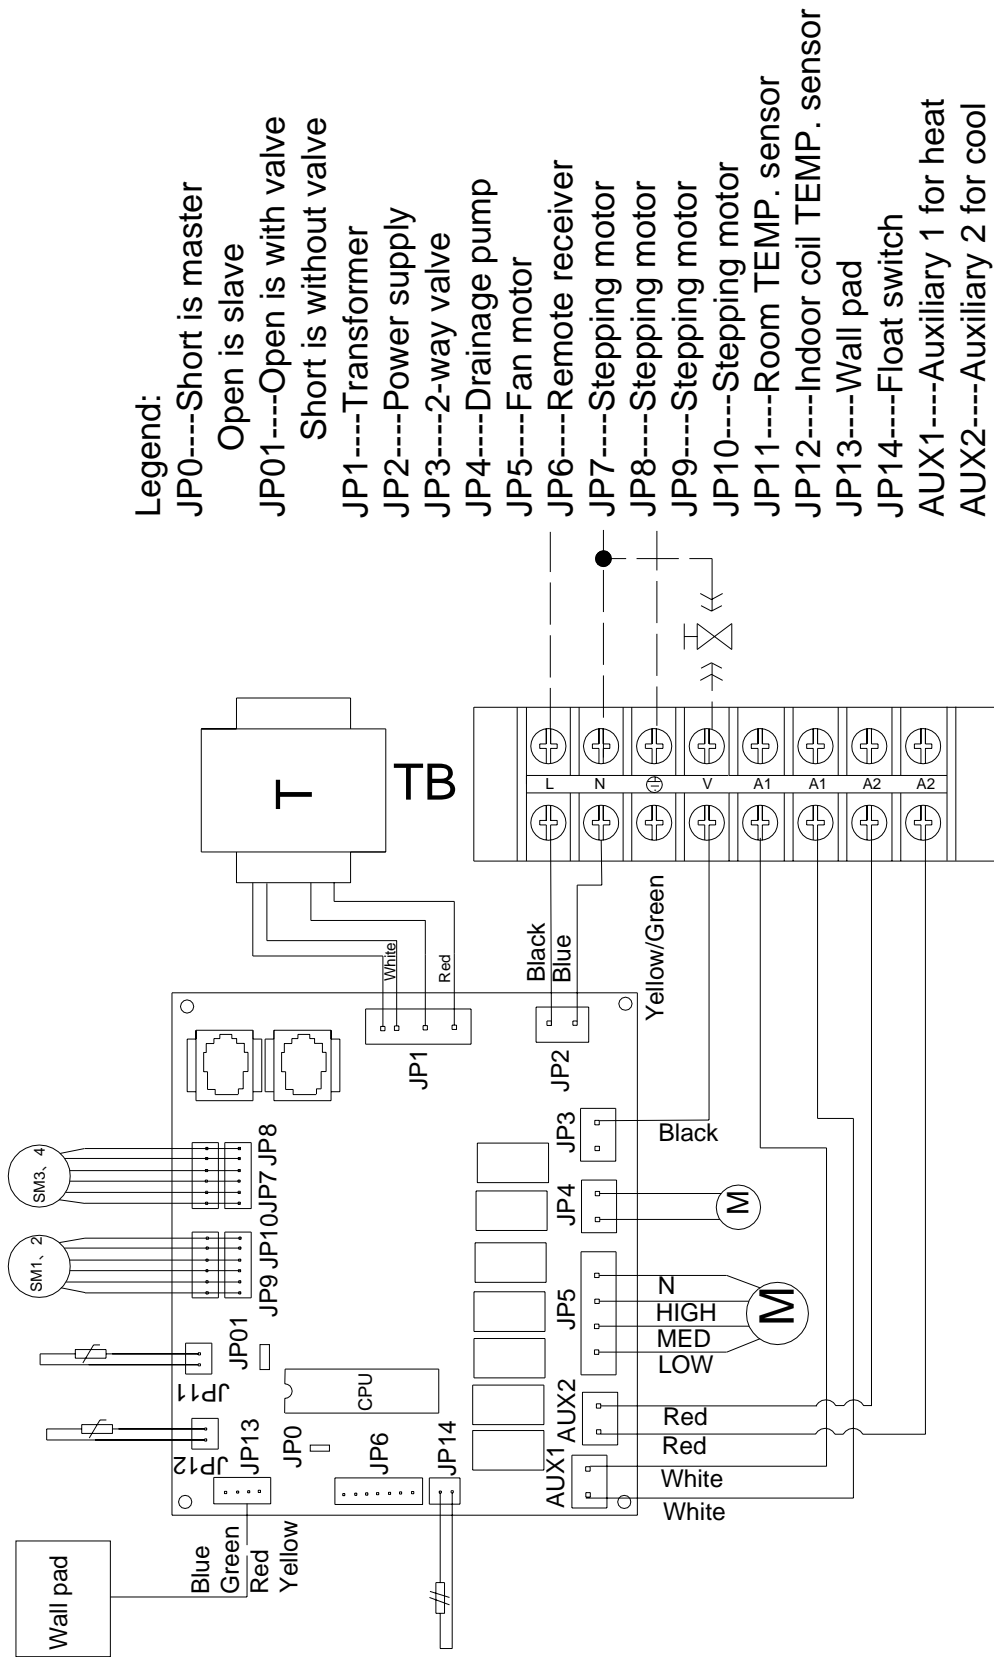 Legend:
JP0----Short is master
Open is slave
JP01----Open is with valve
Short is without valve
JP1----Transformer
JP2----Power supply
JP3----2-way valve
JP4----Drainage pump
JP5----Fan motor
JP6----Remote receiver
JP7----Stepping motor
JP8----Stepping motor
JP9----Stepping motor
JP10----Stepping motor
JP11----Room TEMP. sensor
JP12----Indoor coil TEMP. sensor
JP13----Wall pad
JP14----Float switch
AUX1----Auxiliary 1 for heat
AUX2----Auxiliary 2 for cool
T
TB
L
N
V
A1
A1
A2
A2
White
Red
Black
Blue
Yellow/Green
JP1
JP2
JP3
Black
JP4
M
JP5
N
HIGH
MED
LOW
M
AUX2
Red
Red
AUX1
White
White
SM3、4
JP8
JP7
SM1、2
JP10
JP9
JP01
JP11
JP12
CPU
JP0
JP13
JP6
JP14
Blue
Green
Red
Yellow
Wall pad